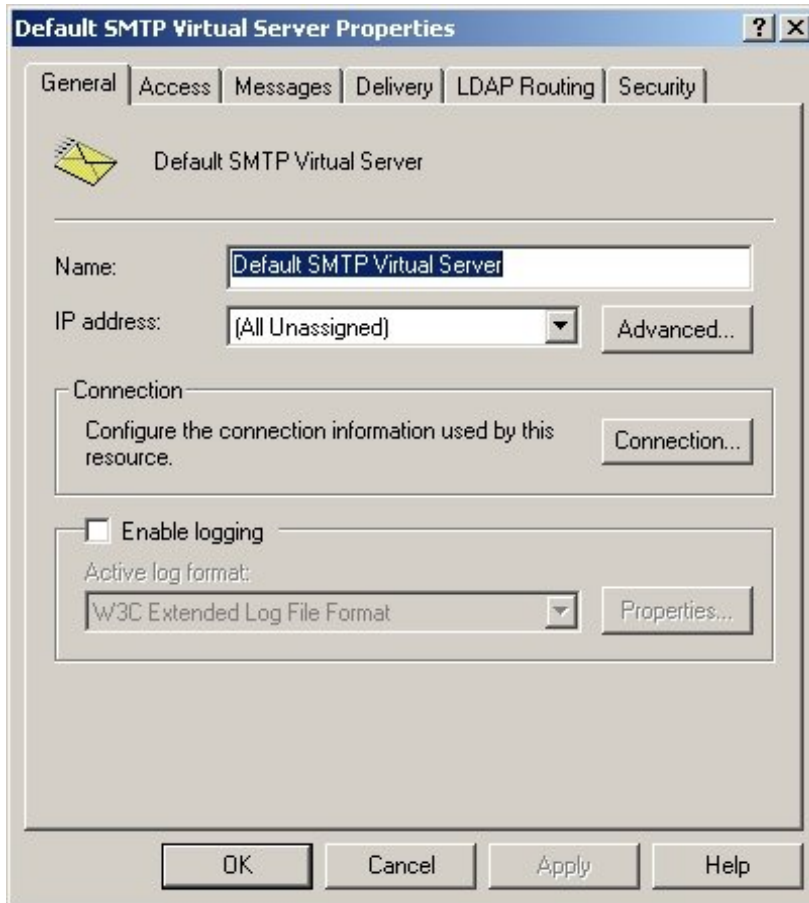 Default SMTP Virtual Server Properties
General Access Messages Delivery LDAP Routing Security
Default SMTP Virtual Server
Name: Default SMTP Virtual Server
IP address: (All Unassigned) Advanced...
Connection
Configure the connection information used by this
resource. Connection...
Enable logging
Active log format:
W3C Extended Log File Format Properties...
OK Cancel Apply Help